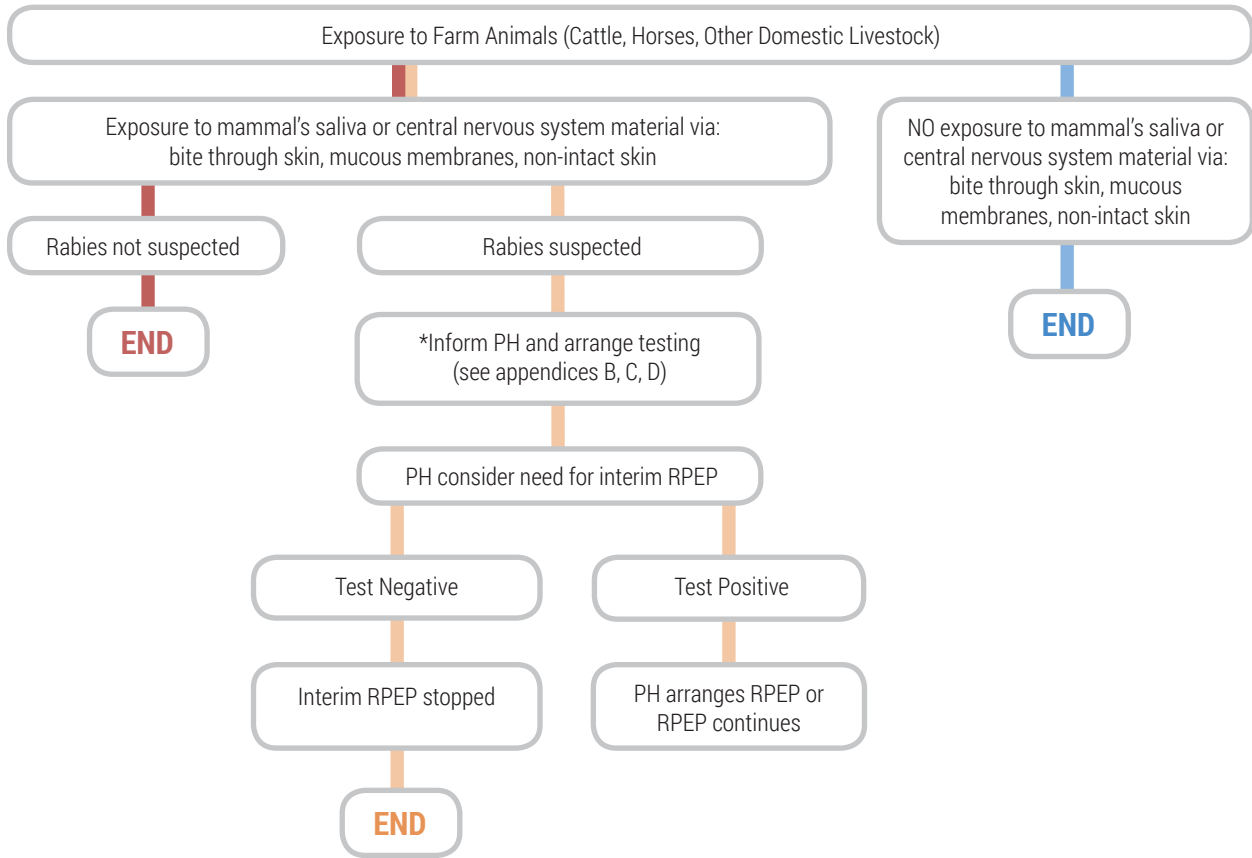 Exposure to Farm Animals (Cattle, Horses, Other Domestic Livestock)
Exposure to mammal's saliva or central nervous system material via:
bite through skin, mucous membranes, non-intact skin
NO exposure to mammal's saliva or
central nervous system material via:
bite through skin, mucous
membranes, non-intact skin
Rabies not suspected
Rabies suspected
END
END
*Inform PH and arrange testing
(see appendices B, C, D)
PH consider need for interim RPEP
Test Negative
Test Positive
Interim RPEP stopped
PH arranges RPEP or
RPEP continues
END